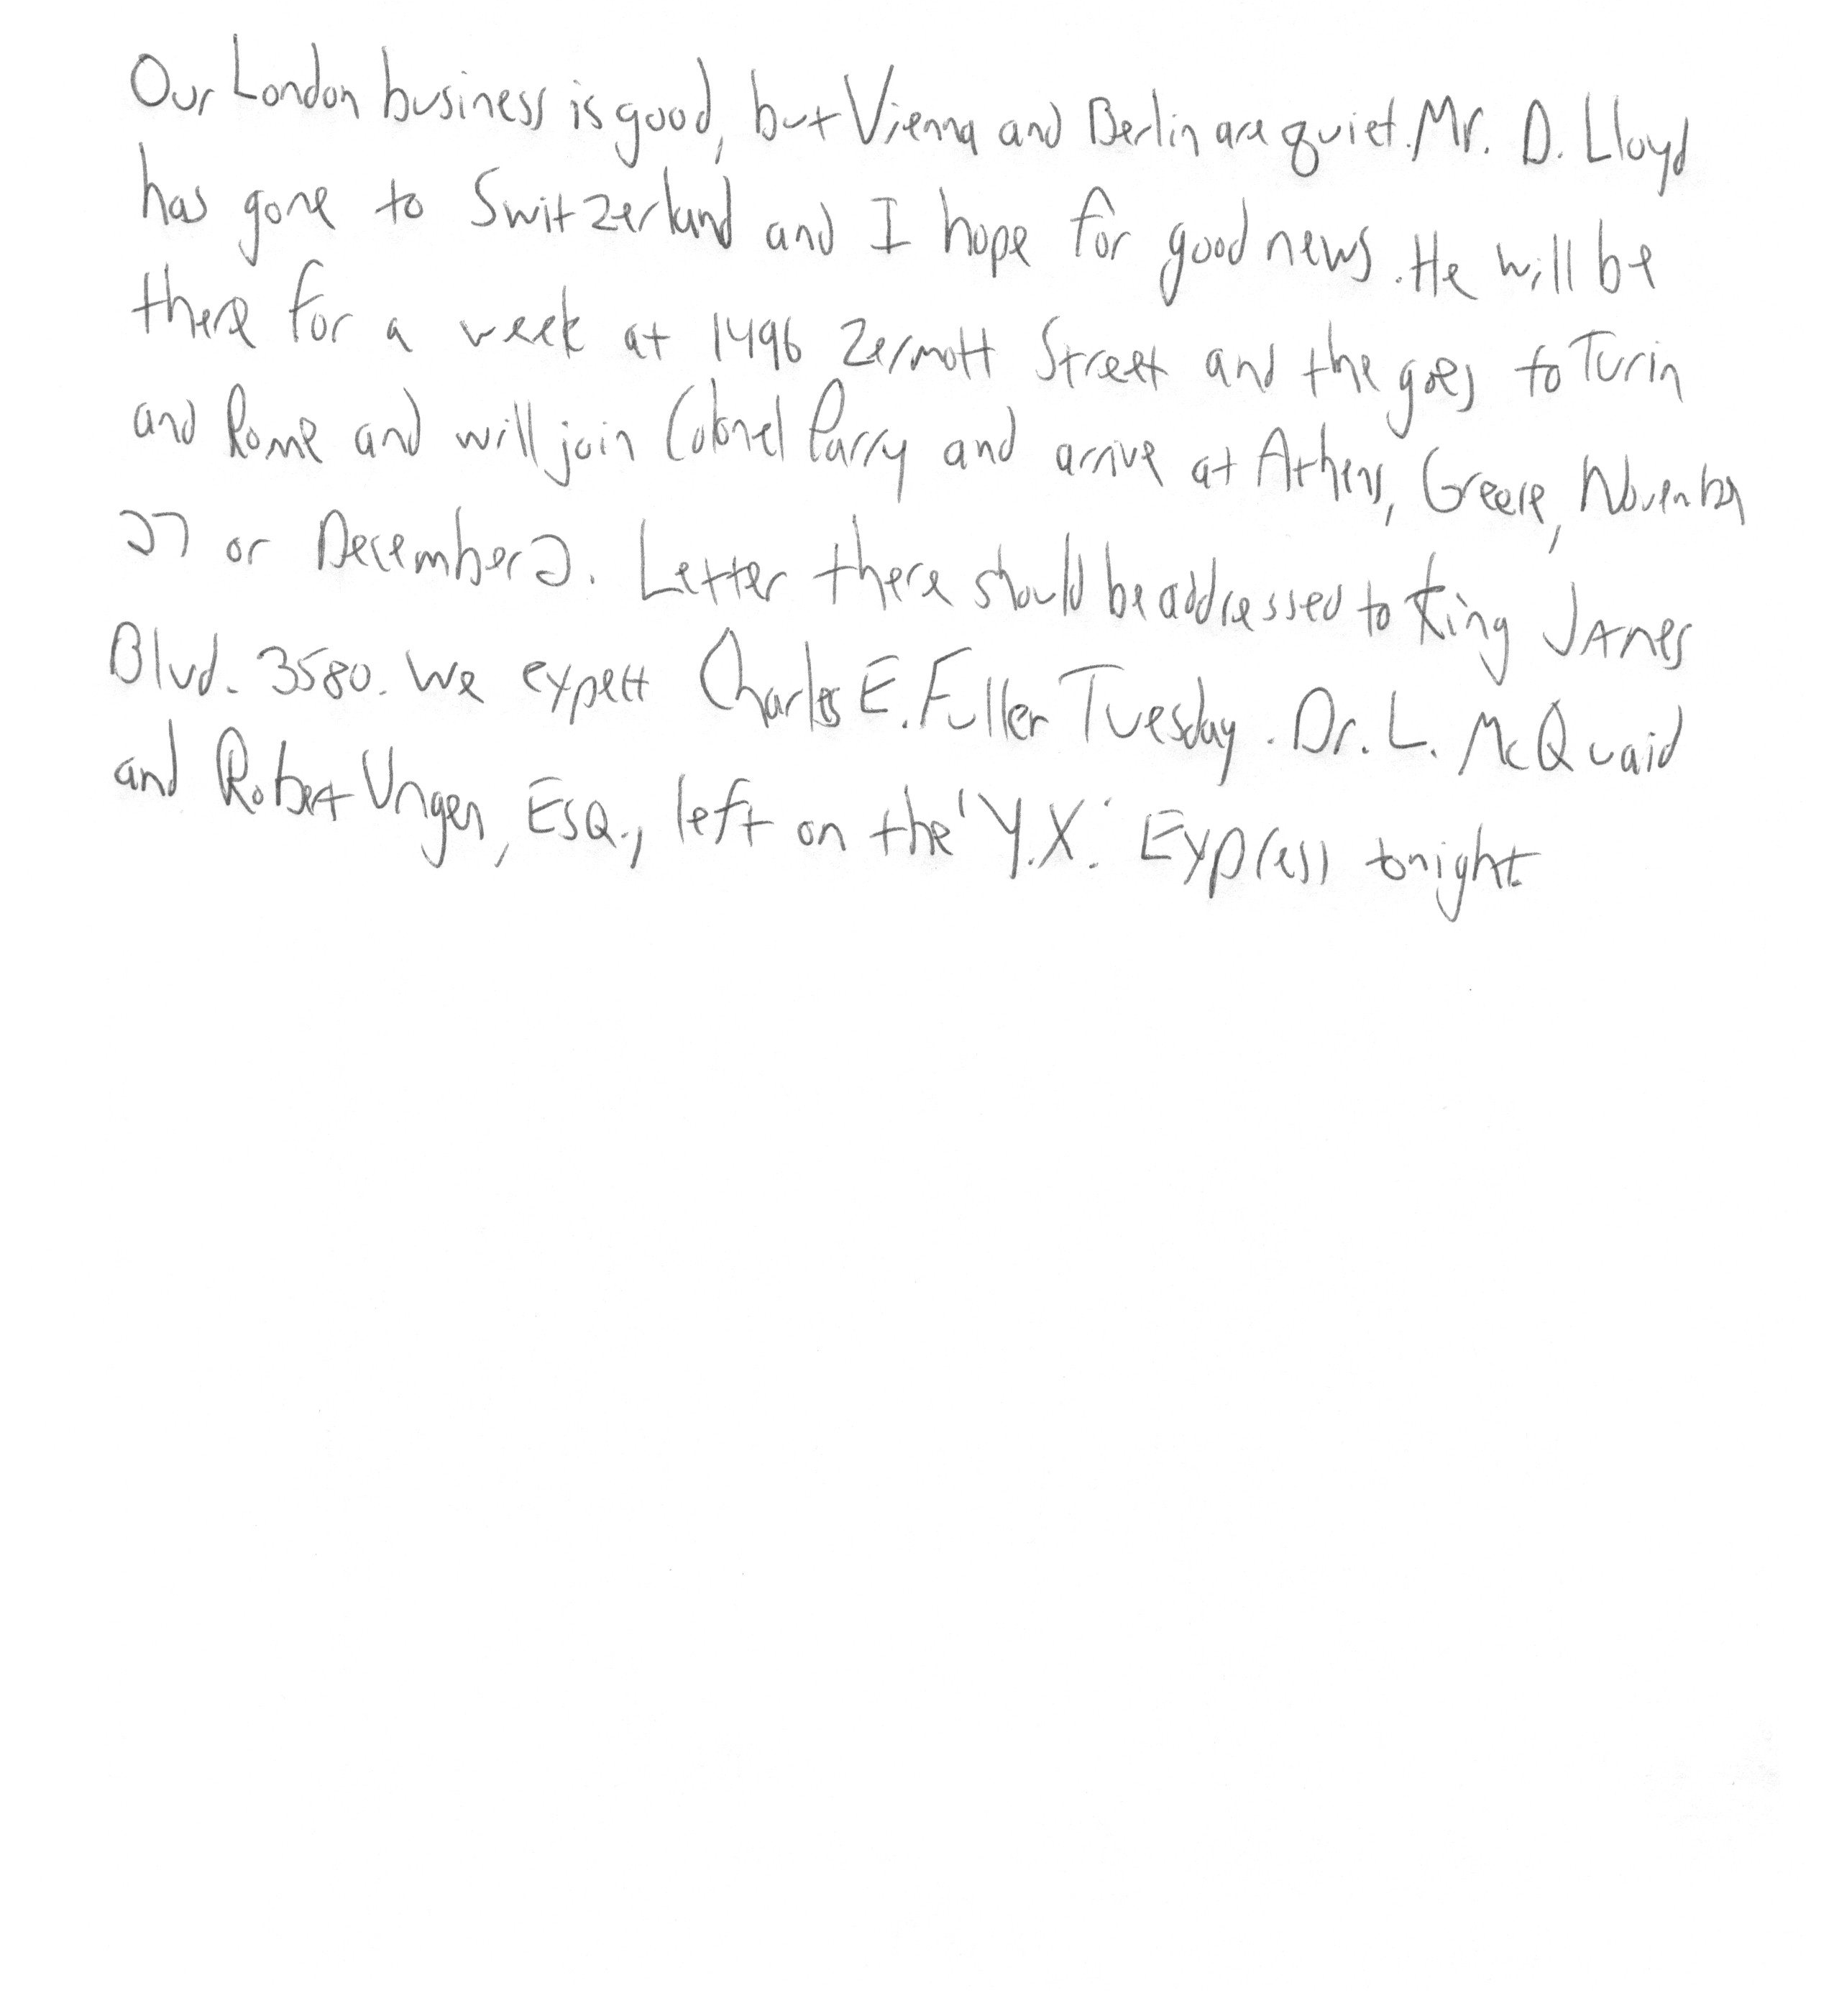 Our London business is good, but Vienna and Berlin are quiet. Mr. D. Lloyd
has gone to Switzerland and I hope for good news. He will be
there for a week at 1496 Zermott Street and the goes to Turin
and Rome and will join Colonel Parry and arrive at Athens, Greece, November
27 or December 2. Letter there should be addressed to King James
Blvd. 3580. We expect Charles E. Fuller Tuesday. Dr. L. McQuaid
and Robert Unger, Esq., left on the 'Y.X.' Express tonight